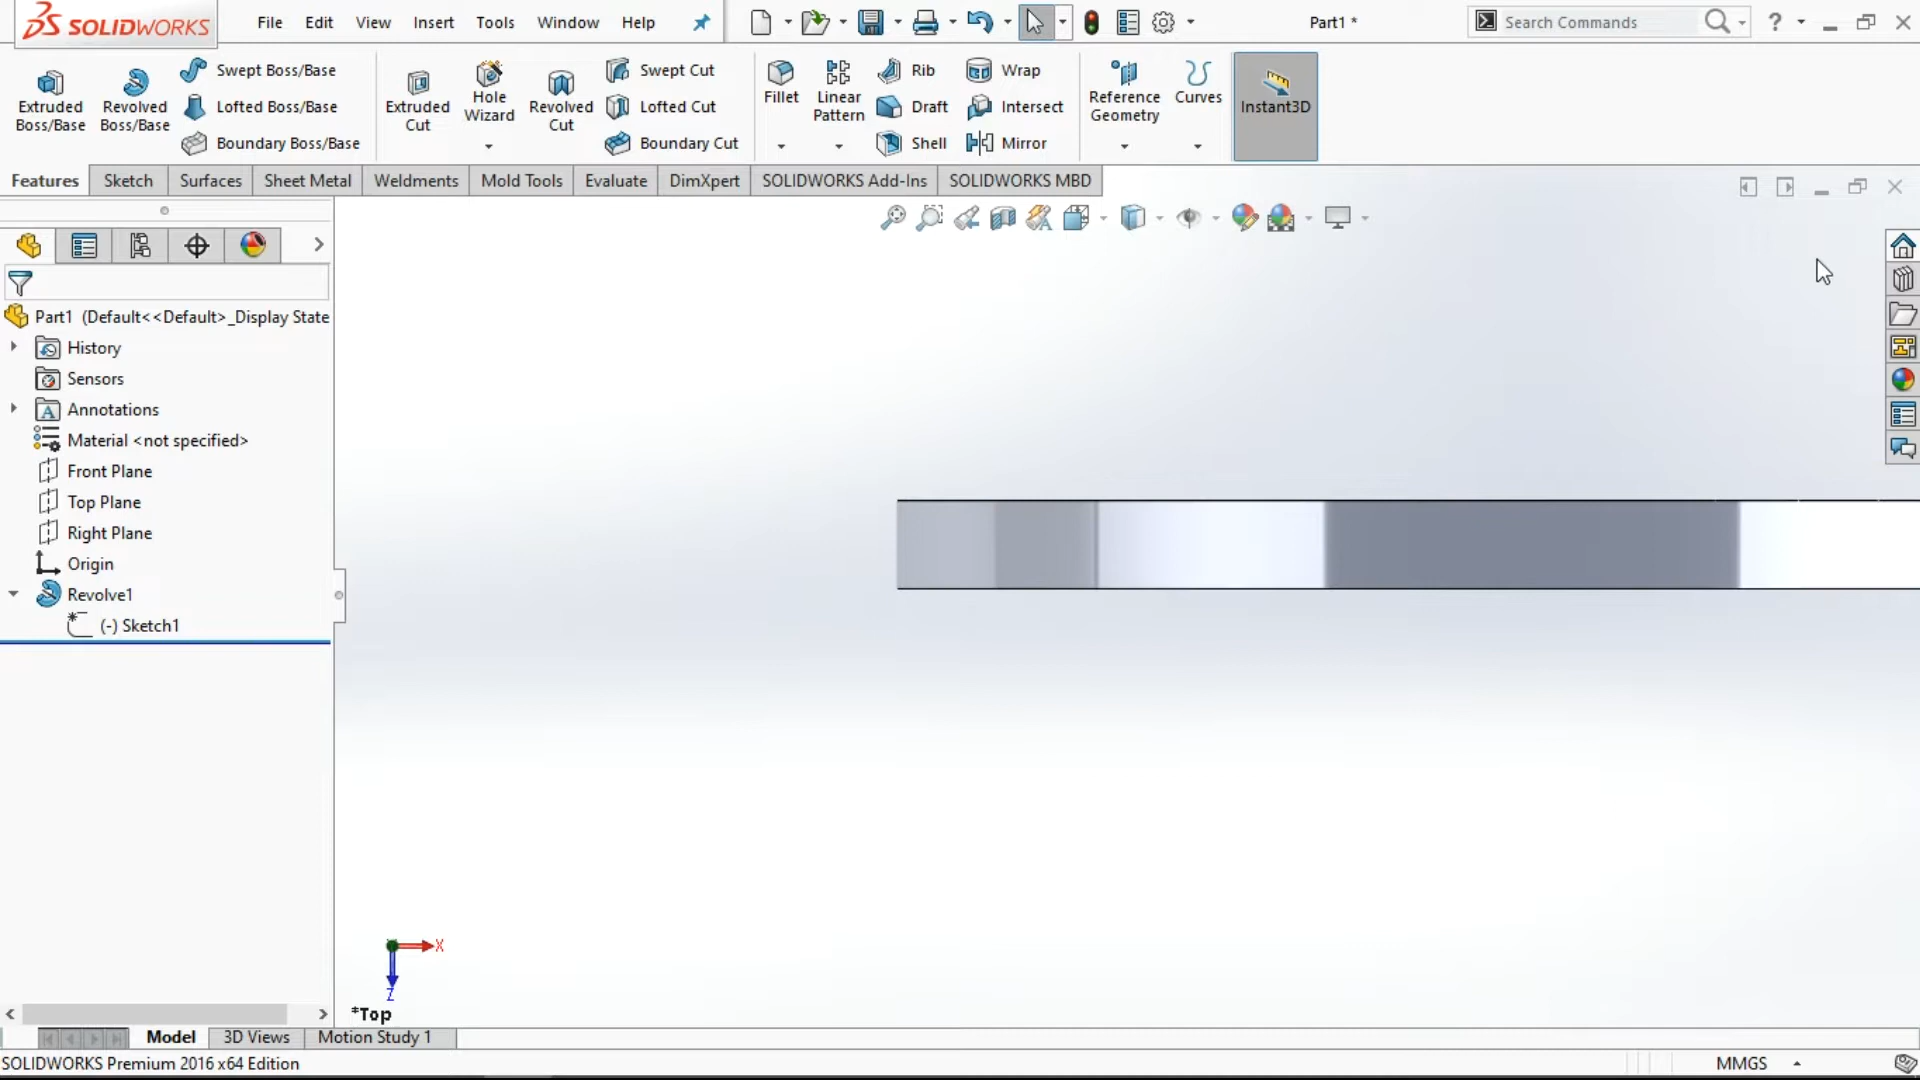 SOLIDWORKS File Edit View Insert Tools Window Help Part1 * Search Commands ?
Extruded Boss/Base
Revolved Boss/Base
Swept Boss/Base
Lofted Boss/Base
Boundary Boss/Base
Extruded Cut
Hole Wizard
Revolved Cut
Swept Cut
Lofted Cut
Boundary Cut
Fillet
Linear Pattern
Rib
Draft
Shell
Wrap
Intersect
Mirror
Reference Geometry
Curves
Instant3D
Features Sketch Surfaces Sheet Metal Weldments Mold Tools Evaluate DimXpert SOLIDWORKS Add-Ins SOLIDWORKS MBD
Part1 (Default<<Default>_Display State
History
Sensors
Annotations
Material <not specified>
Front Plane
Top Plane
Right Plane
Origin
Revolve1
(-) Sketch1
X
Z
*Top
Model 3D Views Motion Study 1
SOLIDWORKS Premium 2016 x64 Edition MMGS